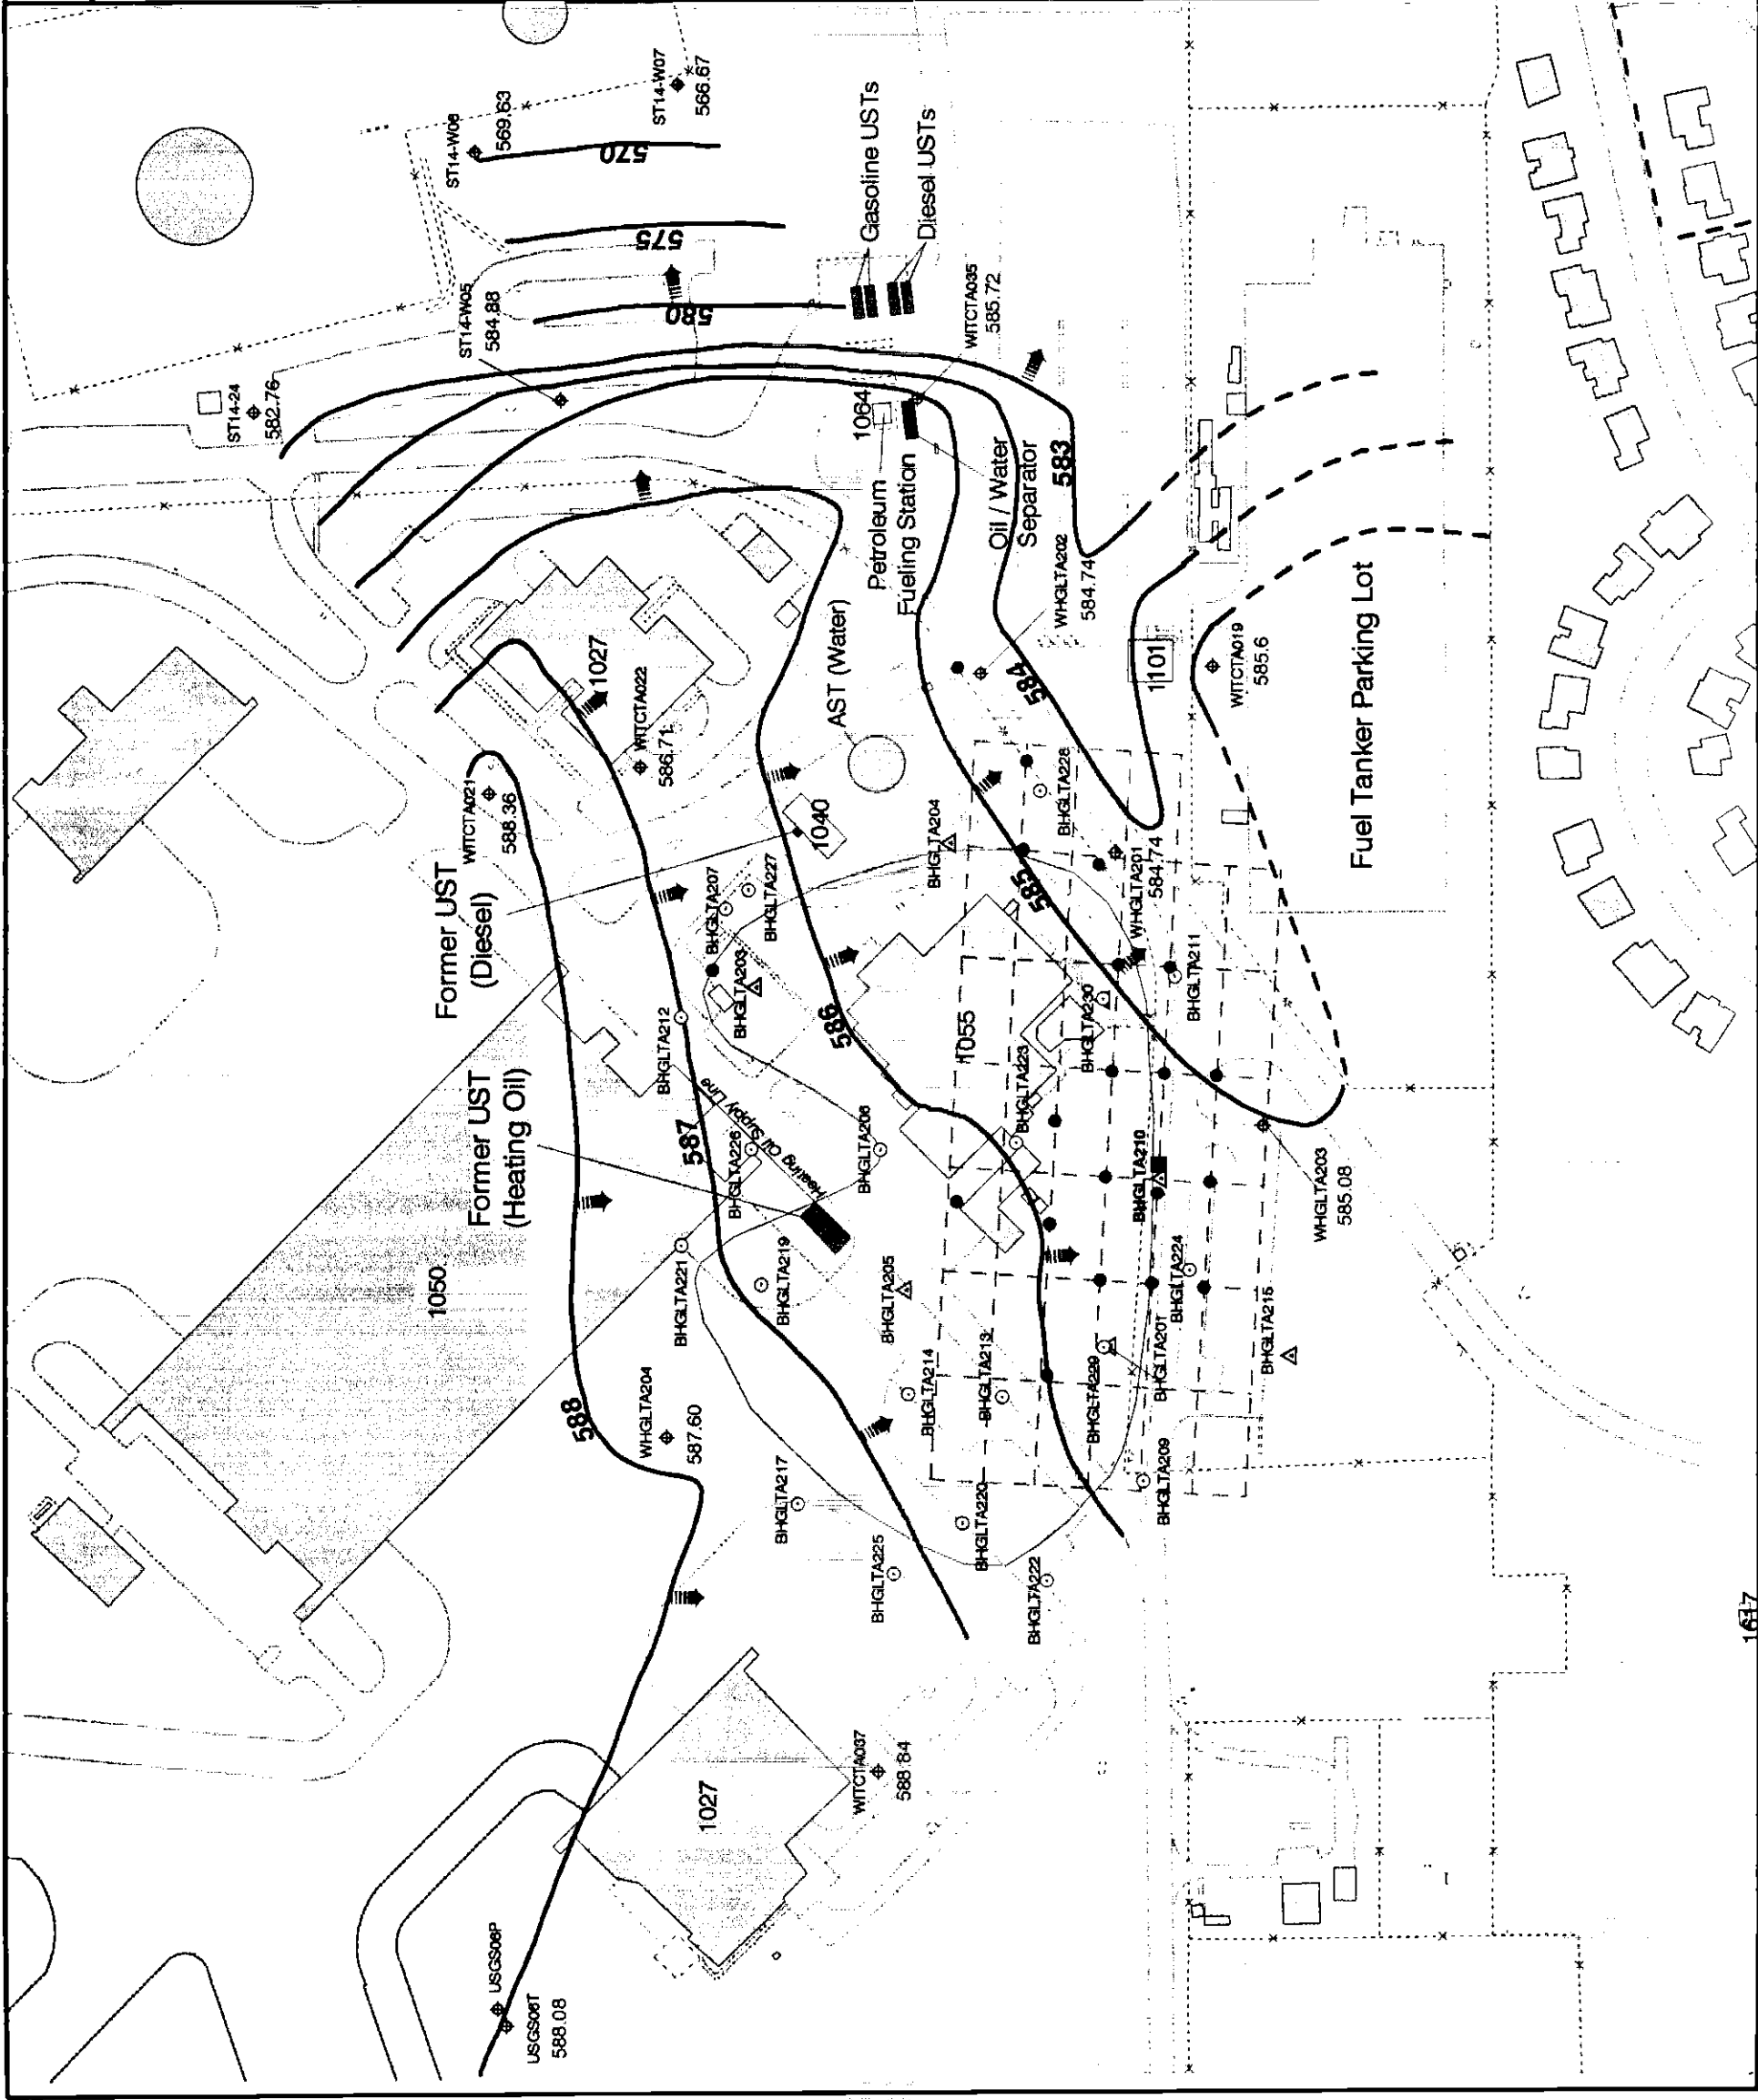 ST14-W07
566.67
ST14-W06
569.63
570
575
580
Gasoline USTs
Diesel USTs
ST14-W05
584.88
ST14-24
582.76
WITCTA035
585.72
1064
Petroleum
Fueling Station
Oil / Water
Separator
583
WHGLTA202
584.74
584
1101
WITCTA019
585.6
Fuel Tanker Parking Lot
1027
WITCTA022
586.71
AST (Water)
WITCTA021
588.36
1040
Former UST
(Diesel)
BHGLTA207
BHGLTA227
BHGLTA203
BHGLTA204
BHGLTA228
585
WHGLTA201
584.74
BHGLTA211
BHGLTA212
586
1055
BHGLTA230
BHGLTA223
Former UST
(Heating Oil)
587
Heating Oil Supply Line
BHGLTA226
BHGLTA206
BHGLTA210
WHGLTA203
585.08
1050
BHGLTA221
BHGLTA219
BHGLTA205
BHGLTA224
BHGLTA201
BHGLTA215
588
WHGLTA204
587.60
BHGLTA214
BHGLTA213
BHGLTA229
BHGLTA209
BHGLTA217
BHGLTA220
BHGLTA225
BHGLTA222
1027
WITCTA037
588.84
USGS06P
USGS06T
588.08